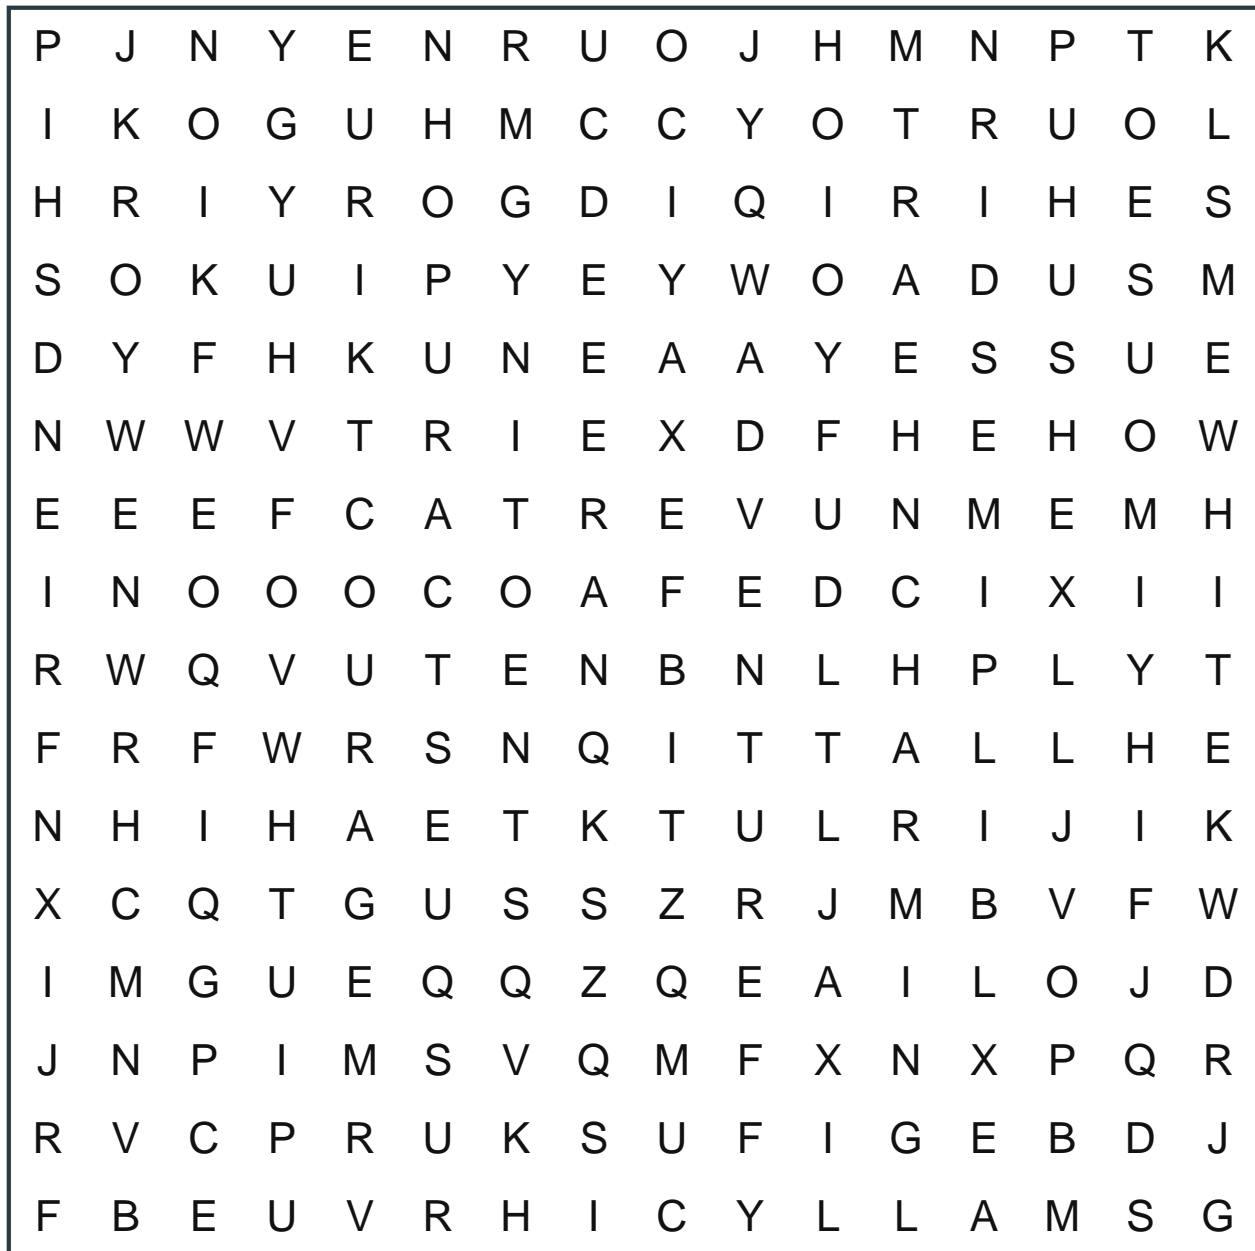 P J N Y E N R U O J H M N P T K
I K O G U H M C C Y O T R U O L
H R I Y R O G D I Q I R I H E S
S O K U I P Y E Y W O A D U S M
D Y F H K U N E A A Y E S S U E
N W W V T R I E X D F H E H O W
E E E F C A T R E V U N M E M H
I N O O O C O A F E D C I X I I
R W Q V U T E N B N L H P L Y T
F R F W R S N Q I T T A L L H E
N H I H A E T K T U L R I J I K
X C Q T G U S S Z R J M B V F W
I M G U E Q Q Z Q E A I L O J D
J N P I M S V Q M F X N X P Q R
R V C P R U K S U F I G E B D J
F B E U V R H I C Y L L A M S G